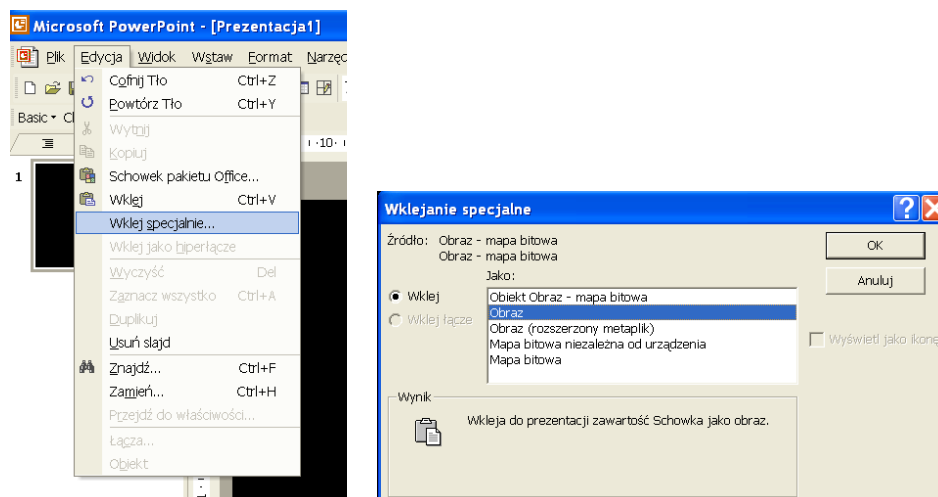 Microsoft PowerPoint - [Prezentacja1]
Plik Edycja Widok Wstaw Format Narzęd
Cofnij Tło Ctrl+Z
Powtórz Tło Ctrl+Y
Basic
Wytnij
·10·
Kopiuj
1
Schowek pakietu Office...
Wklej Ctrl+V
Wklej specjalnie...
Wklej jako hiperłącze
Wyczyść Del
Zaznacz wszystko Ctrl+A
Duplikuj
Usuń slajd
Znajdź... Ctrl+F
Zamień... Ctrl+H
Przejdź do właściwości...
Łącza...
Obiekt
Wklejanie specjalne
Źródło: Obraz - mapa bitowa
Obraz - mapa bitowa
OK
Jako:
Anuluj
Wklej
Obiekt Obraz - mapa bitowa
Obraz
Wklej łącze
Obraz (rozszerzony metaplik)
Mapa bitowa niezależna od urządzenia
Wyświetl jako ikonę
Mapa bitowa
Wynik
Wkleja do prezentacji zawartość Schowka jako obraz.